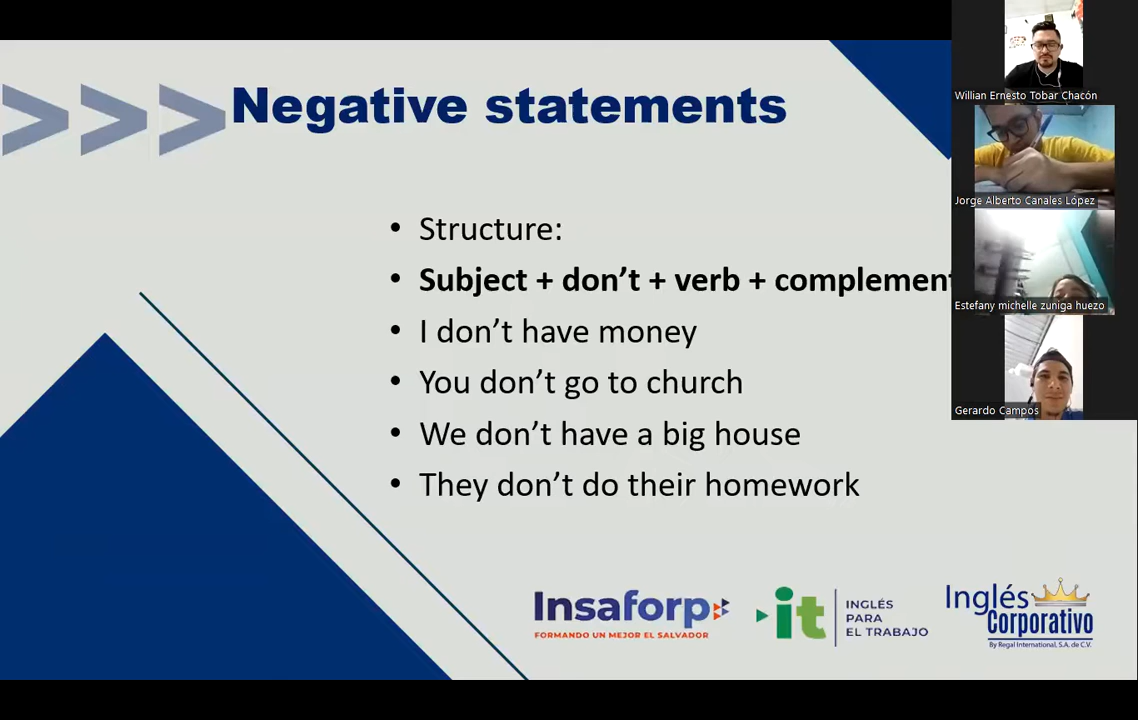 Negative statements
• Structure:
• Subject + don’t + verb + complement
• I don’t have money
• You don’t go to church
• We don’t have a big house
• They don’t do their homework
Insaforp
FORMANDO UN MEJOR EL SALVADOR
it
INGLÉS
PARA
EL TRABAJO
Inglés
Corporativo
By Regal International, S.A. de C.V.
Willian Ernesto Tobar Chacón
Jorge Alberto Canales López
Estefany michelle zuniga huezo
Gerardo Campos